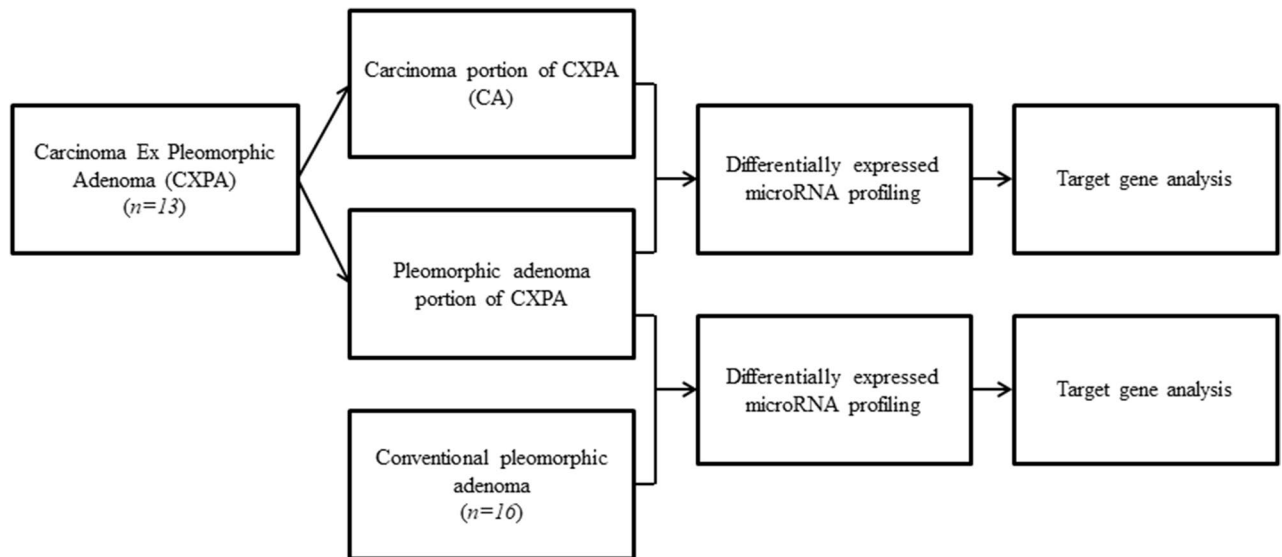 Carcinoma Ex Pleomorphic
Adenoma (CXPA)
(n=13)
Carcinoma portion of CXPA
(CA)
Pleomorphic adenoma
portion of CXPA
Conventional pleomorphic
adenoma
(n=16)
Differentially expressed
microRNA profiling
Target gene analysis
Differentially expressed
microRNA profiling
Target gene analysis